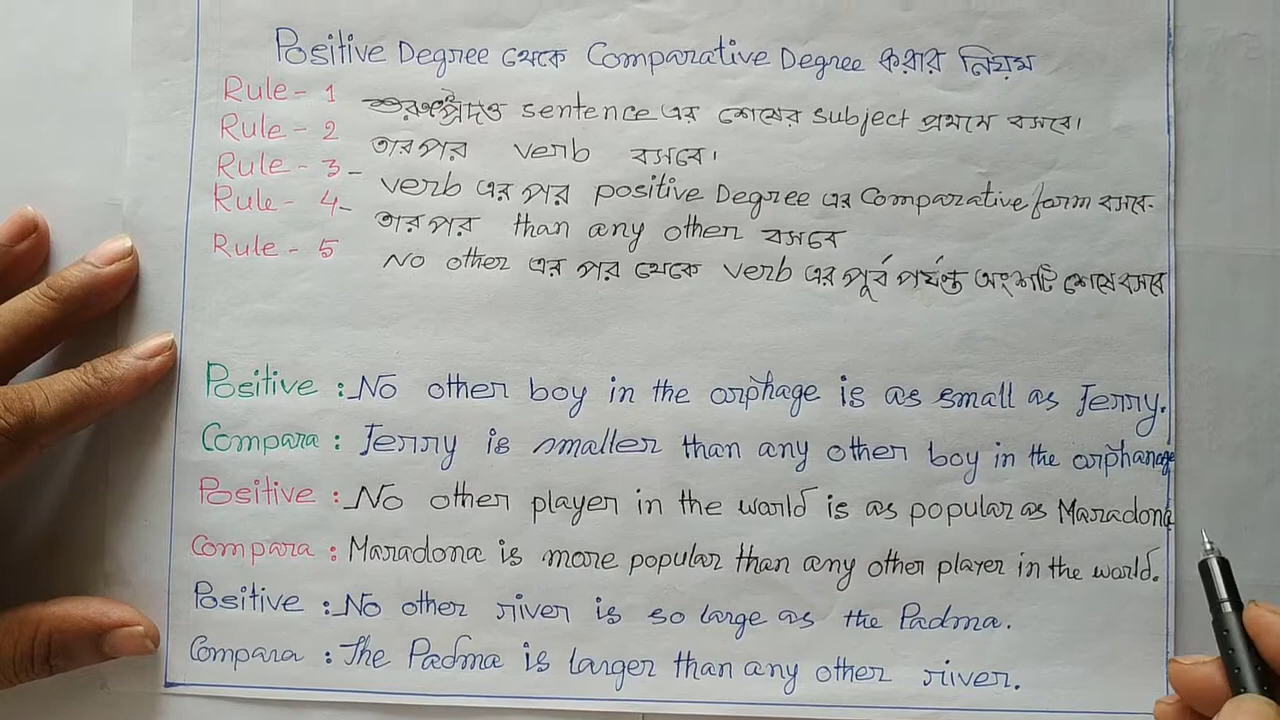 Positive Degree থেকে Comparative Degree করার নিয়ম
Rule - 1 প্রদত্ত sentence এর শেষের subject প্রথমে বসবে।
Rule - 2 তারপর verb বসবে।
Rule - 3 - verb এর পর positive Degree এর Comparative form বসবে-
Rule - 4- তারপর than any other বসবে
Rule - 5 No other এর পর থেকে verb এর পূর্ব পর্যন্ত অংশটি শেষে বসবে
Positive : No other boy in the orphage is as small as Jerry.
Compara : Jerry is smaller than any other boy in the orphanage
Positive : No other player in the world is as popular as Maradona
Compara : Maradona is more popular than any other player in the world.
Positive : No other river is so large as the Padma.
Compara : The Padma is larger than any other river.